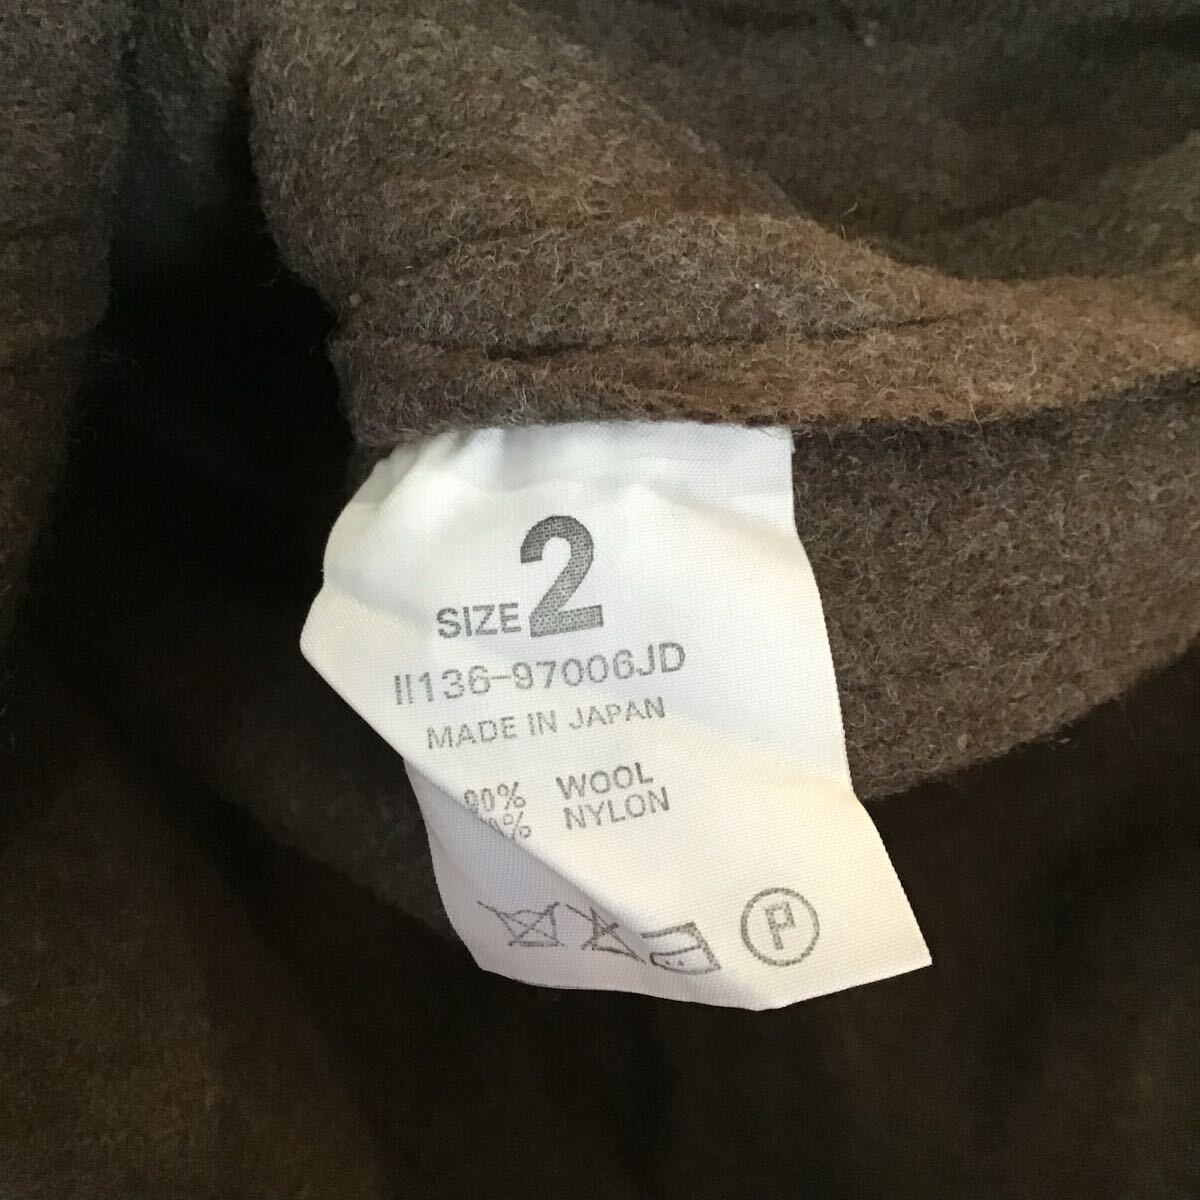 SIZE 2
II136-97006JD
MADE IN JAPAN
90% WOOL
NYLON
P